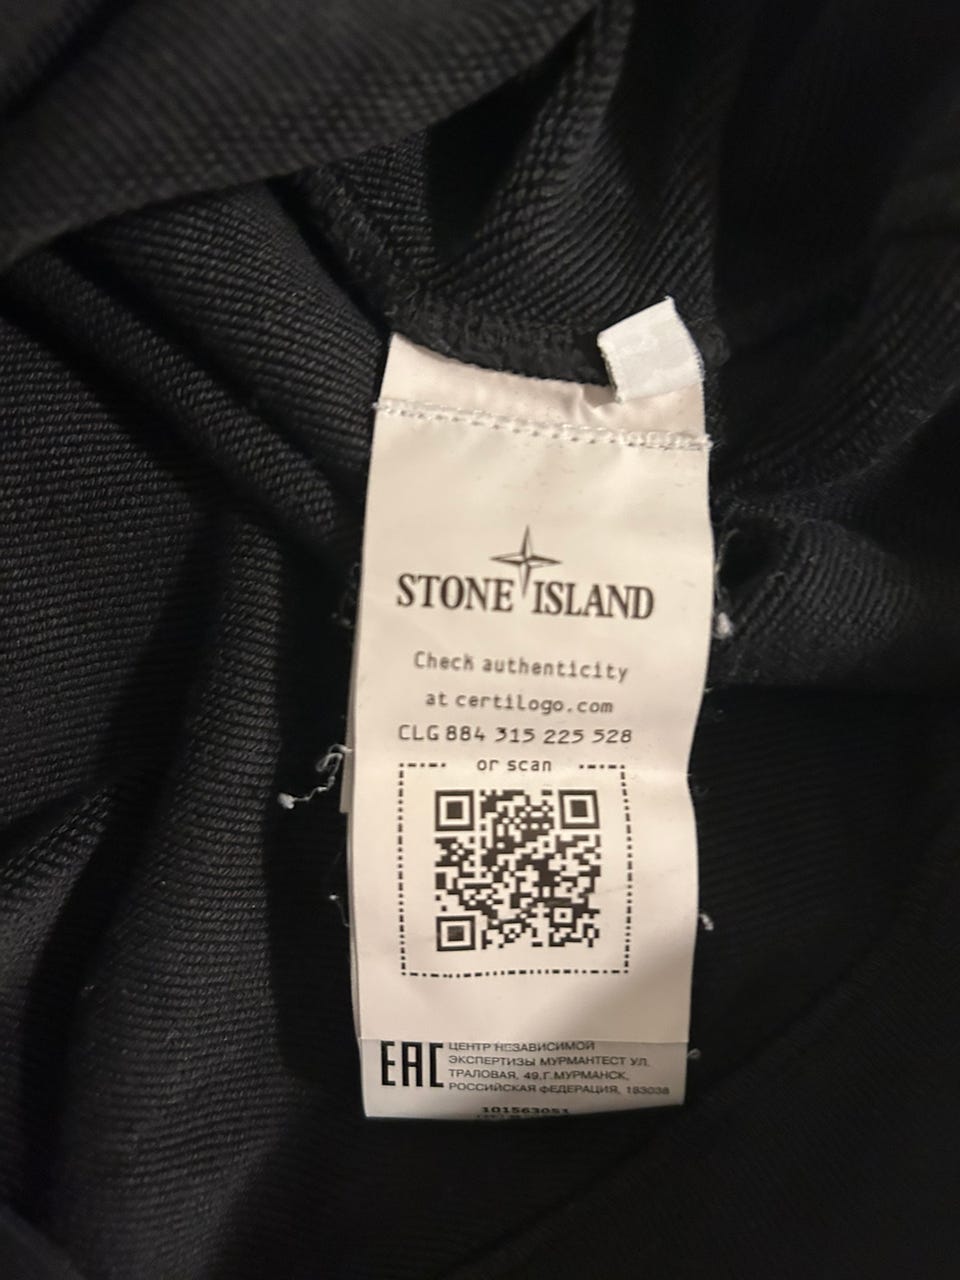 STONE ISLAND
Check authenticity
at certilogo.com
CLG 884 315 225 528
or scan
EAC
ЦЕНТР НЕЗАВИСИМОЙ
ЭКСПЕРТИЗЫ МУРМАНТЕСТ УЛ.
ТРАЛОВАЯ, 49,Г.МУРМАНСК,
РОССИЙСКАЯ ФЕДЕРАЦИЯ, 183038
101563051